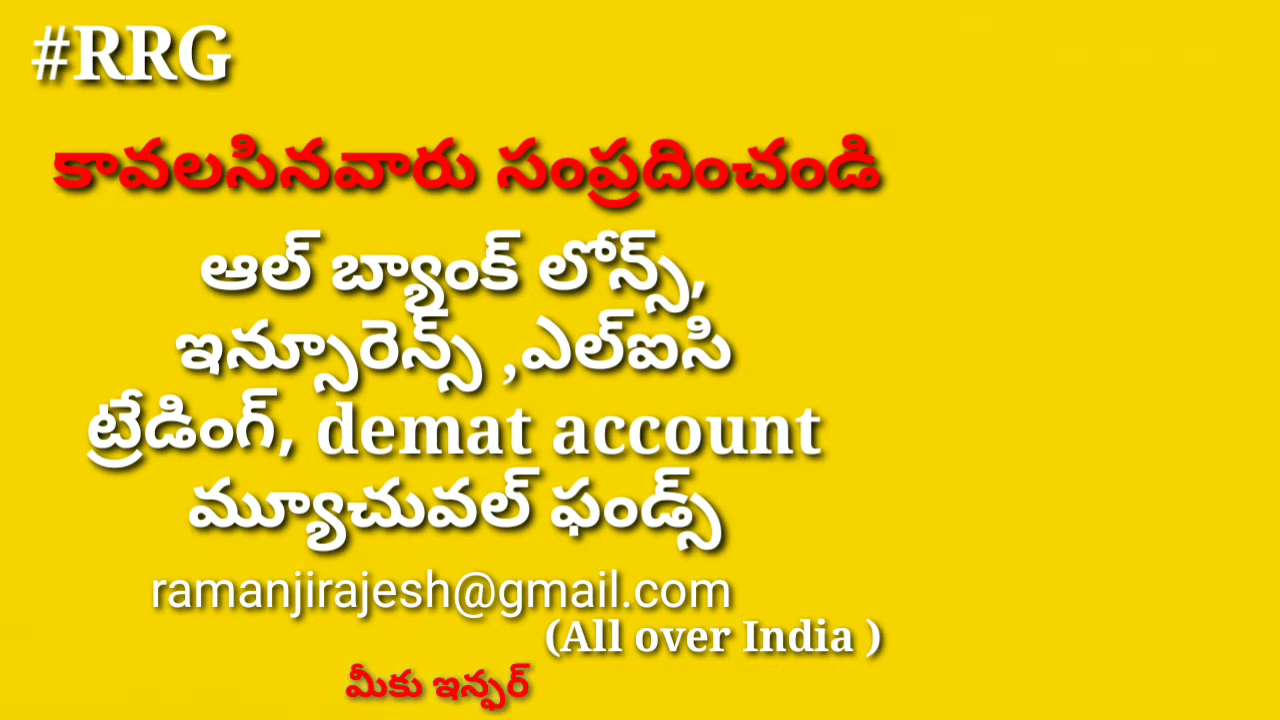 #RRG
కావలసినవారు సంప్రదించండి
ఆల్ బ్యాంక్ లోన్స్,
ఇన్సూరెన్స్ ,ఎల్ఐసి
ట్రేడింగ్, demat account
మ్యూచువల్ ఫండ్స్
ramanjirajesh@gmail.com
(All over India )
మీకు ఇన్ఫర్